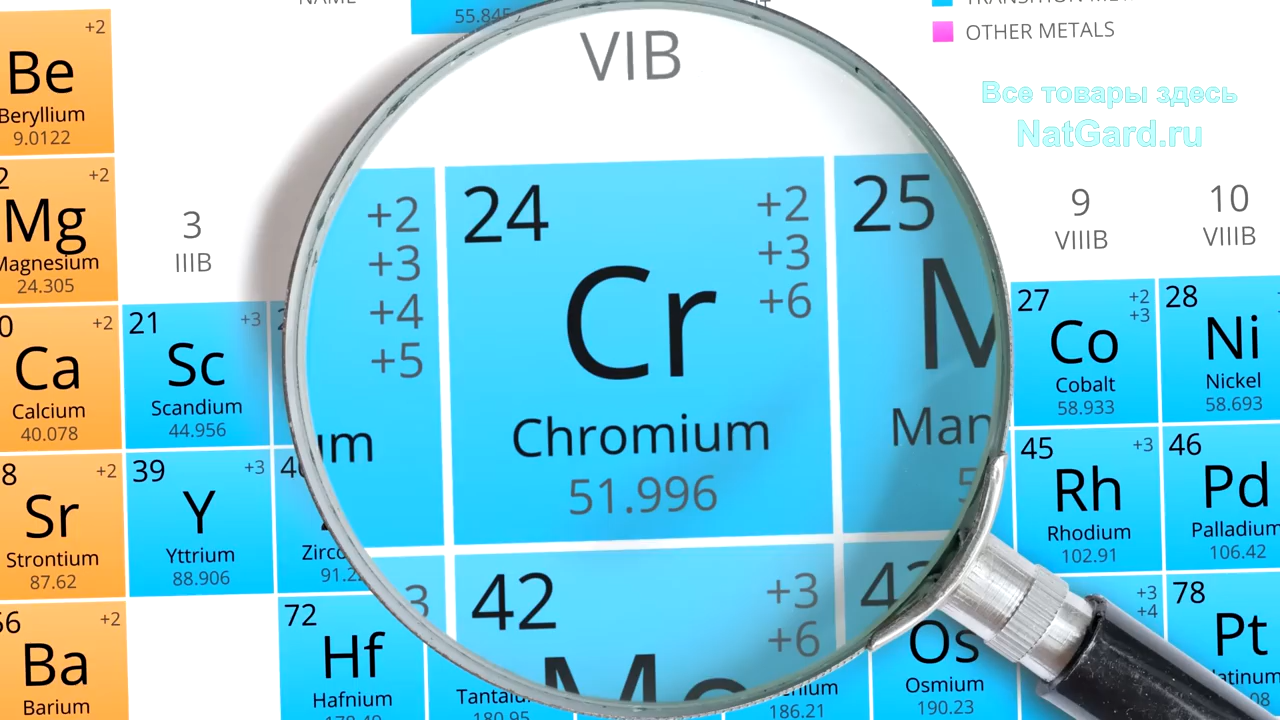 NAME
55.845
OTHER METALS
Все товары здесь
NatGard.ru
VIB
+2
Be
Beryllium
9.0122
+2
Mg
Magnesium
24.305
3
IIIB
9
VIIIB
10
VIIIB
+2
+3
+4
+5
24
+2
+3
+6
Cr
Chromium
51.996
25
+2
Ca
Calcium
40.078
21
+3
Sc
Scandium
44.956
27
+2
+3
Co
Cobalt
58.933
28
Ni
Nickel
58.693
+2
Sr
Strontium
87.62
39
+3
Y
Yttrium
88.906
45
+3
Rh
Rhodium
102.91
46
Pd
Palladium
106.42
42
+3
+6
+2
Ba
Barium
72
Hf
Hafnium
180.95
186.21
Os
Osmium
190.23
+3
+4
78
Pt